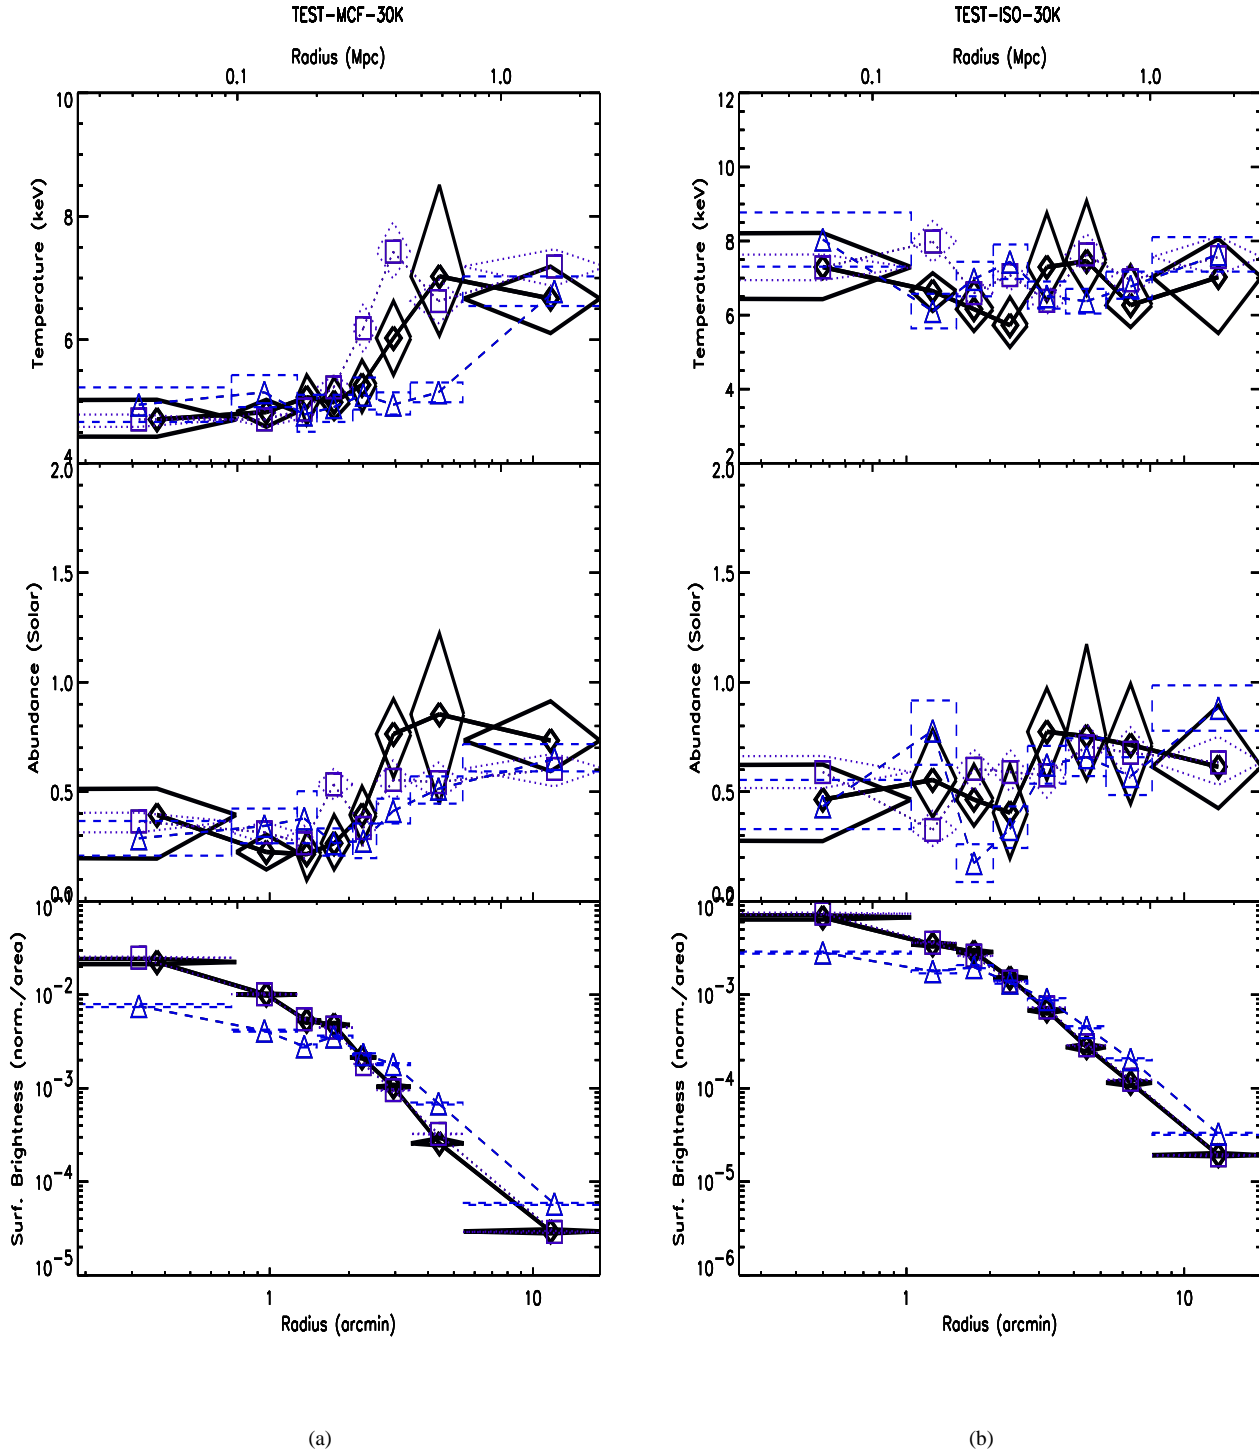 TEST-MCF-30K
Radius (Mpc)
0.1 1.0
10
8
6
4
Temperature (keV)
2.0
1.5
1.0
0.5
0.0
Abundance (Solar)
10^-1
10^-2
10^-3
10^-4
10^-5
Surf. Brightness (norm./area)
1 10
Radius (arcmin)
(a)
TEST-ISO-30K
Radius (Mpc)
0.1 1.0
12
10
8
6
4
2
Temperature (keV)
2.0
1.5
1.0
0.5
0.0
Abundance (Solar)
10^-2
10^-3
10^-4
10^-5
10^-6
Surf. Brightness (norm./area)
1 10
Radius (arcmin)
(b)